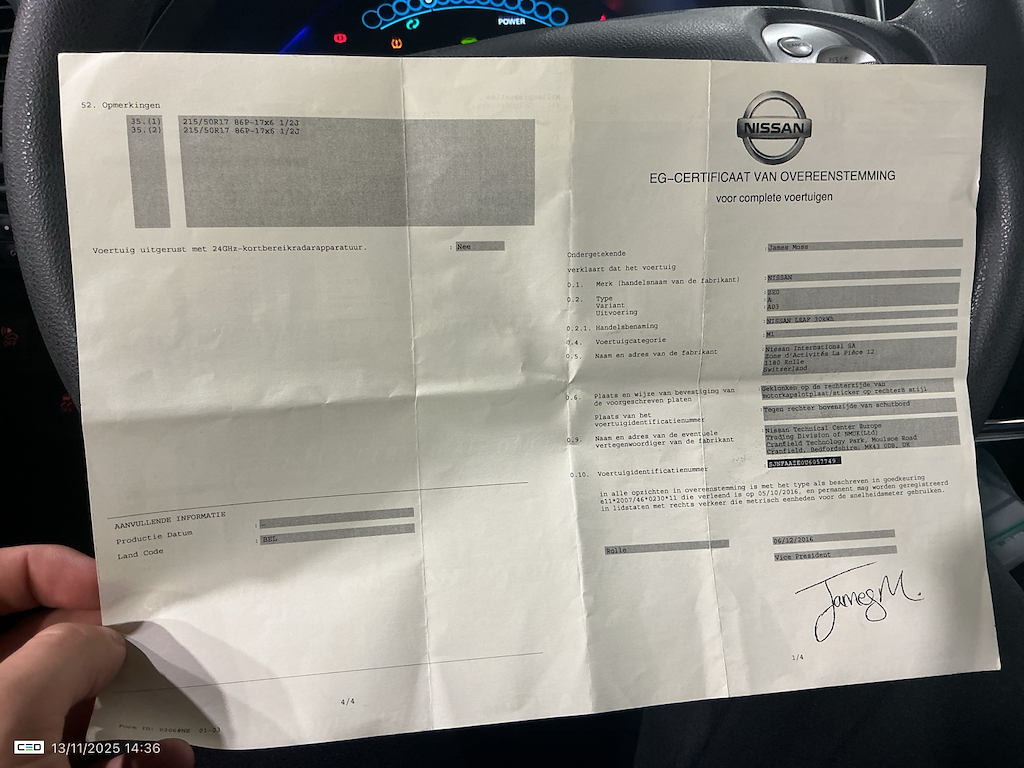 POWER
52. Opmerkingen
35.(1) 215/50R17 86P-17x6 1/2J
35.(2) 215/50R17 86P-17x6 1/2J
Voertuig uitgerust met 24GHz-kortbereikradarapparatuur. : Nee
AANVULLENDE INFORMATIE
Productie Datum :
Land Code : BEL
4/4
NISSAN
EG-CERTIFICAAT VAN OVEREENSTEMMING
voor complete voertuigen
Ondergetekende : James Moss
verklaart dat het voertuig
0.1. Merk (handelsnaam van de fabrikant) : NISSAN
0.2. Type : ZE0
Variant : A
Uitvoering : A03
0.2.1. Handelsbenaming : NISSAN LEAF 30kWh
0.4. Voertuigcategorie : M1
0.5. Naam en adres van de fabrikant : Nissan International SA
Zone d'Activités La Pièce 12
1180 Rolle
Switzerland
0.6. Plaats en wijze van bevestiging van : Geklonken op de rechterzijde van
de voorgeschreven platen motorkapslotplaat/sticker op rechterB stijl
Plaats van het : Tegen rechter bovenzijde van schutbord
voertuigidentificatienummer
0.9. Naam en adres van de eventuele : Nissan Technical Center Europe
vertegenwoordiger van de fabrikant Trading Division of NMUK(Ltd)
Cranfield Technology Park, Moulsoe Road
Cranfield, Bedfordshire, MK43 0DB, UK
0.10. Voertuigidentificatienummer : SJNFAAZE0U6057749
in alle opzichten in overeenstemming is met het type als beschreven in goedkeuring
e11*2007/46*0230*11 die verleend is op 05/10/2016, en permanent mag worden geregistreerd
in lidstaten met rechts verkeer die metrisch eenheden voor de snelheidsmeter gebruiken.
Rolle 06/12/2016
Vice President
James M.
1/4
13/11/2025 14:36